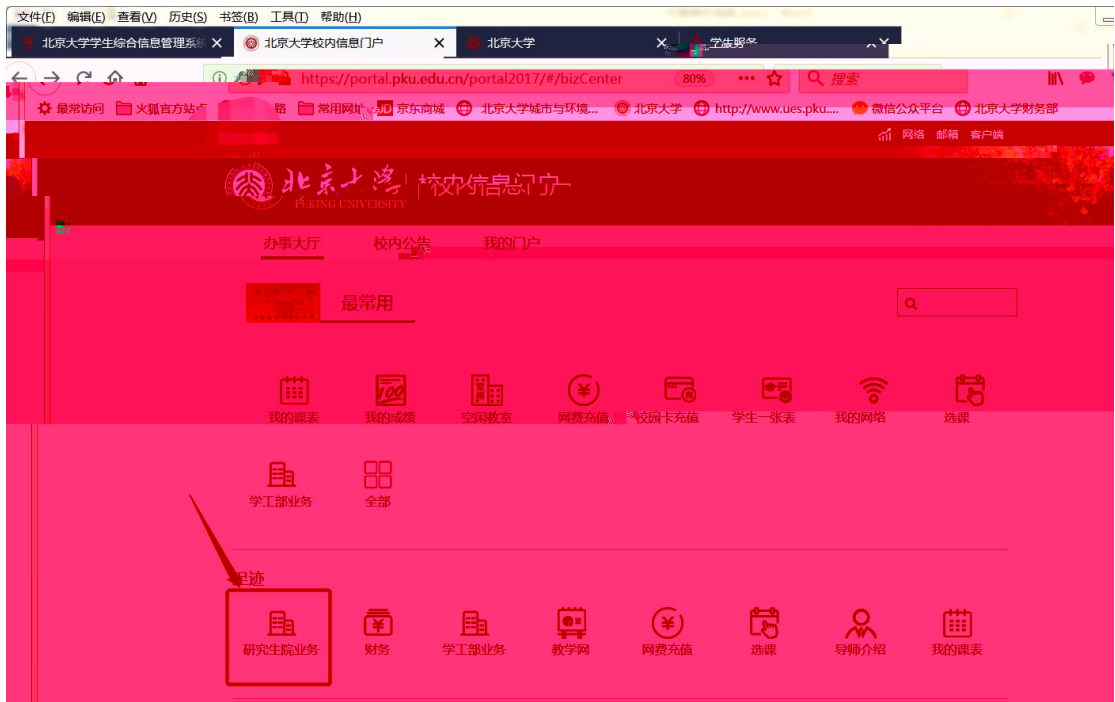 文件(F) 编辑(E) 查看(V) 历史(S) 书签(B) 工具(T) 帮助(H)
北京大学学生综合信息管理系统 北京大学校内信息门户 北京大学 学生服务
https://portal.pku.edu.cn/portal2017/#/bizCenter 80% 搜索
最常访问 火狐官方站点 常用网址 京东商城 北京大学城市与环境... 北京大学 http://www.ues.pku.... 微信公众平台 北京大学财务部
网络 邮箱 客户端
北京大学 校内信息门户
PEKING UNIVERSITY
办事大厅 校内公告 我的门户
最常用
我的课表 我的成绩 空闲教室 网费充值 校园卡充值 学生一张表 我的网络 选课
学工部业务 全部
足迹
研究生院业务 财务 学工部业务 教学网 网费充值 选课 导师介绍 我的课表